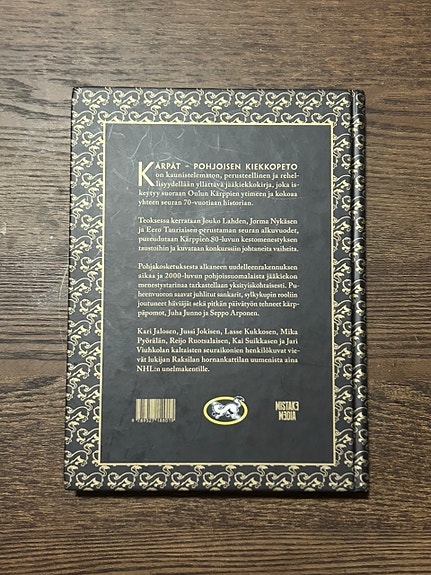 KÄRPÄT – POHJOISEN KIEKKOPETO
on kaunistelematon, perusteellinen ja rehel-
lisyydellään yllättävä jääkiekkokirja, joka is-
keytyy suoraan Oulun Kärppien ytimeen ja kokoaa
yhteen seuran 70-vuotiaan historian.
Teoksessa kerrataan Jouko Lahden, Jorma Nykäsen
ja Eero Tauriaisen perustaman seuran alkuvuodet,
pureudutaan Kärppien 80-luvun kestomenestyksen
taustoihin ja kuvataan konkurssiin johtaneita vaiheita.
Pohjakosketuksesta alkaneen uudelleenrakennuksen
aikaa ja 2000-luvun pohjoissuomalaista jääkiekon
menestystarinaa tarkastellaan yksityiskohtaisesti. Pu-
heenvuoron saavat juhlitut sankarit, sylkykupin rooliin
joutuneet häviäjät sekä pitkän päivätyön tehneet kärp-
päpomot, Juha Junno ja Seppo Arponen.
Kari Jalosen, Jussi Jokisen, Lasse Kukkosen, Mika
Pyörälän, Reijo Ruotsalaisen, Kai Suikkasen ja Jari
Viuhkolan kaltaisten seuraikonien henkilökuvat vie-
vät lukijan Raksilan hornankattilan uumenista aina
NHL:n unelmakentille.
MISTAKE
MEDIA